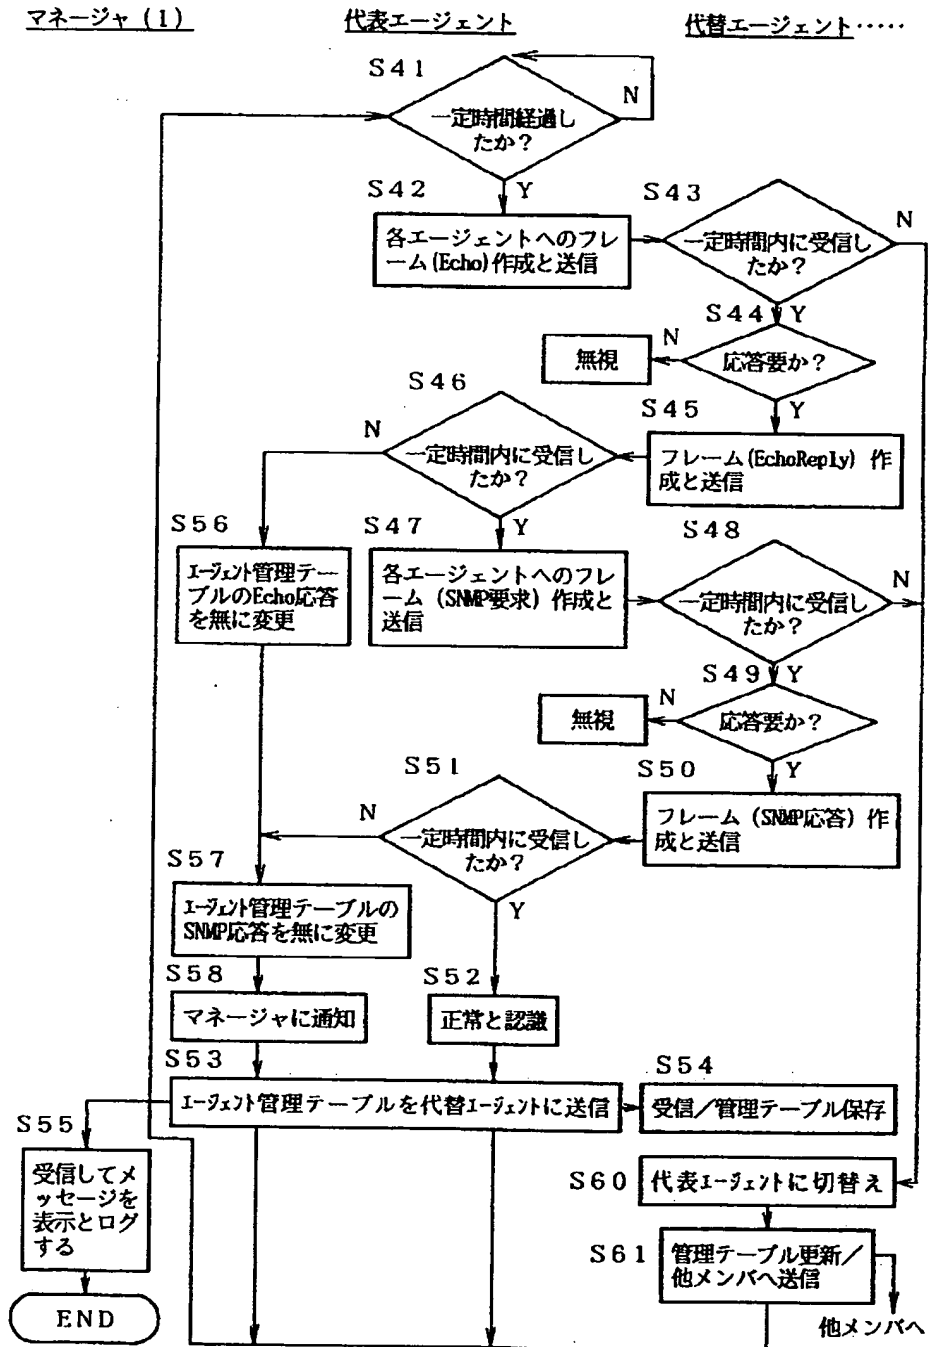 マネージャ(1)
代表エージェント
代替エージェント‥‥‥
S41
一定時間経過し
たか?
N
Y
S42
各エージェントへのフレ
ーム(Echo)作成と送信
S43
一定時間内に受信し
たか?
N
Y
S44
応答要か?
N
無視
Y
S45
フレーム(EchoReply)作
成と送信
S46
一定時間内に受信し
たか?
N
Y
S47
各エージェントへのフレ
ーム(SNMP要求)作成と
送信
S48
一定時間内に受信し
たか?
N
Y
S49
応答要か?
N
無視
Y
S50
フレーム(SNMP応答)作
成と送信
S51
一定時間内に受信し
たか?
N
Y
S56
エージェント管理テー
ブルのEcho応答
を無に変更
S57
エージェント管理テーブルの
SNMP応答を無に変更
S58
マネージャに通知
S52
正常と認識
S53
エージェント管理テーブルを代替エージェントに送信
S54
受信/管理テーブル保存
S55
受信してメ
ッセージを
表示とログ
する
END
S60
代表エージェントに切替え
S61
管理テーブル更新/
他メンバへ送信
他メンバへ